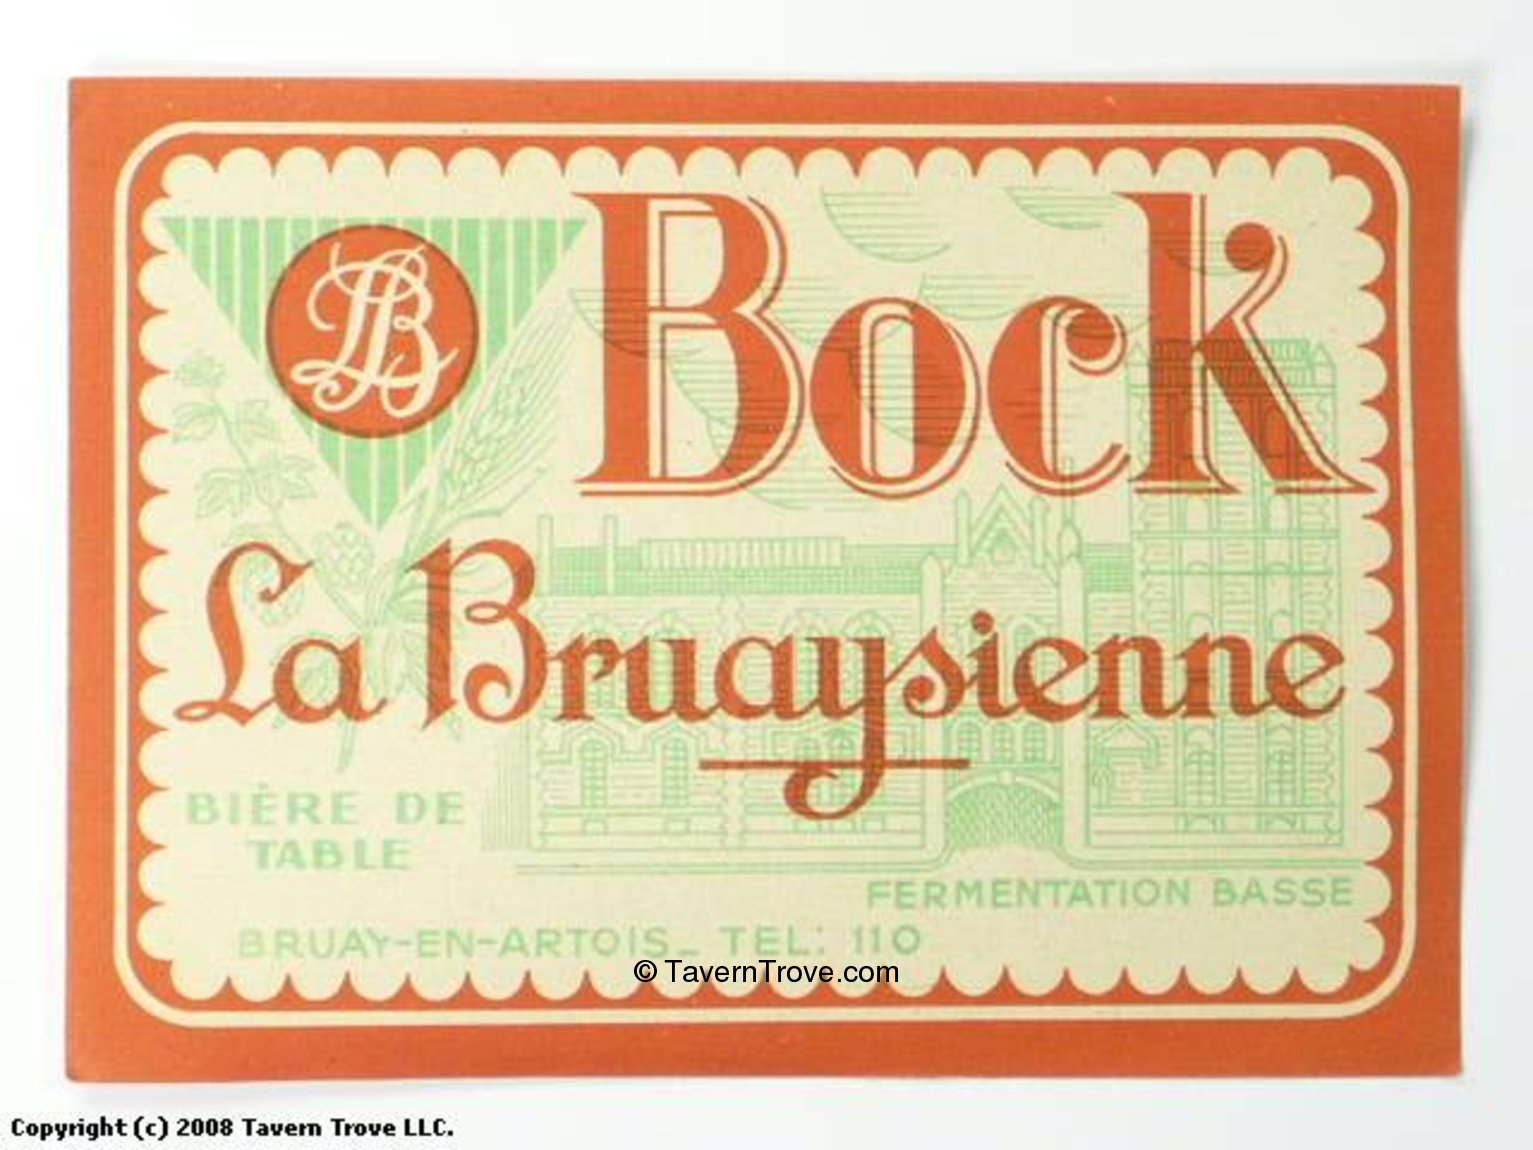 LB
Bock
La Bruaysienne
BIÈRE DE
TABLE
FERMENTATION BASSE
BRUAY-EN-ARTOIS_ TEL: 110
© TavernTrove.com
Copyright (c) 2008 Tavern Trove LLC.